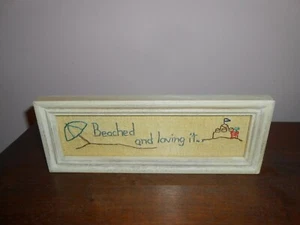 Beached and loving it.